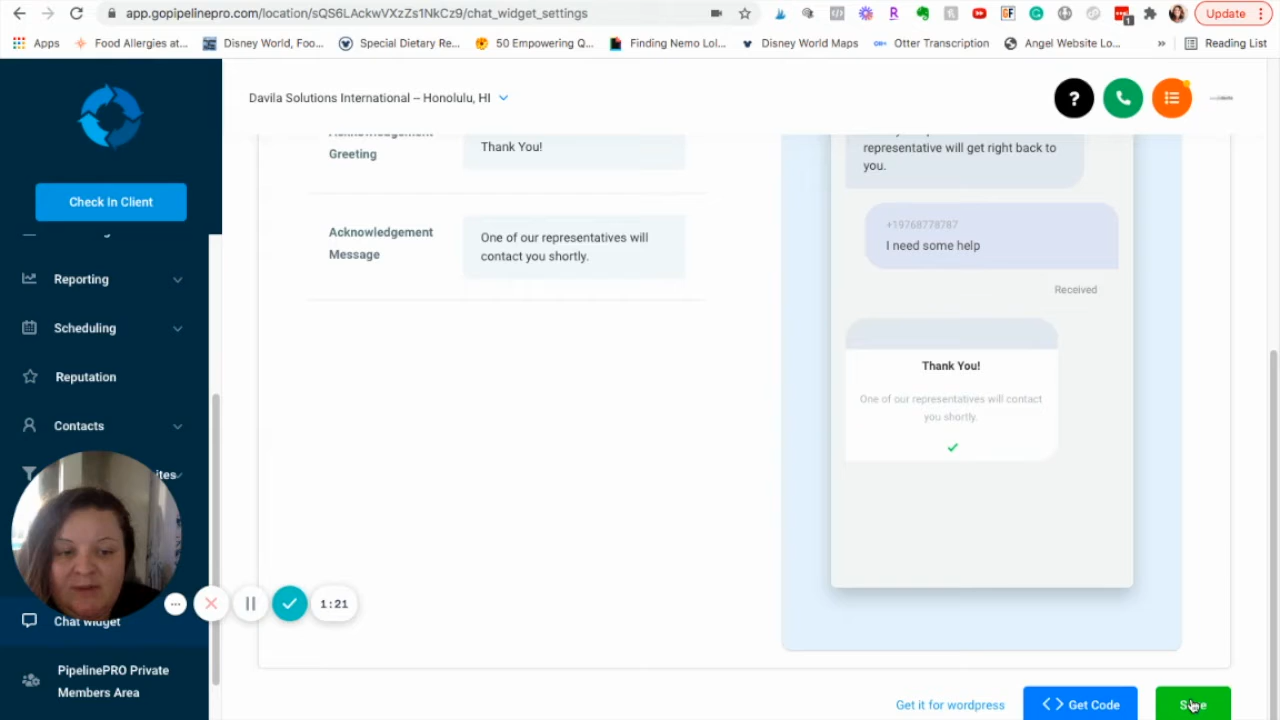 app.gopipelinepro.com/location/sQS6LAckwVXzZs1NkCz9/chat_widget_settings
Update
Apps
Food Allergies at...
Disney World, Foo...
Special Dietary Re...
50 Empowering Q...
Finding Nemo Lol...
Disney World Maps
Otter Transcription
Angel Website Lo...
»
Reading List
Check In Client
Reporting
Scheduling
Reputation
Contacts
ites
Chat widget
PipelinePRO Private
Members Area
Davila Solutions International – Honolulu, HI
?
Greeting
Thank You!
Acknowledgement
Message
One of our representatives will
contact you shortly.
representative will get right back to
you.
+19768778787
I need some help
Received
Thank You!
One of our representatives will contact
you shortly.
1:21
Get it for wordpress
<> Get Code
Save